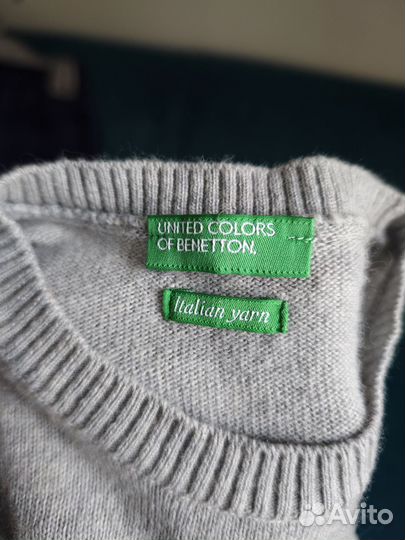 UNITED COLORS
OF BENETTON.
Italian yarn
Avito